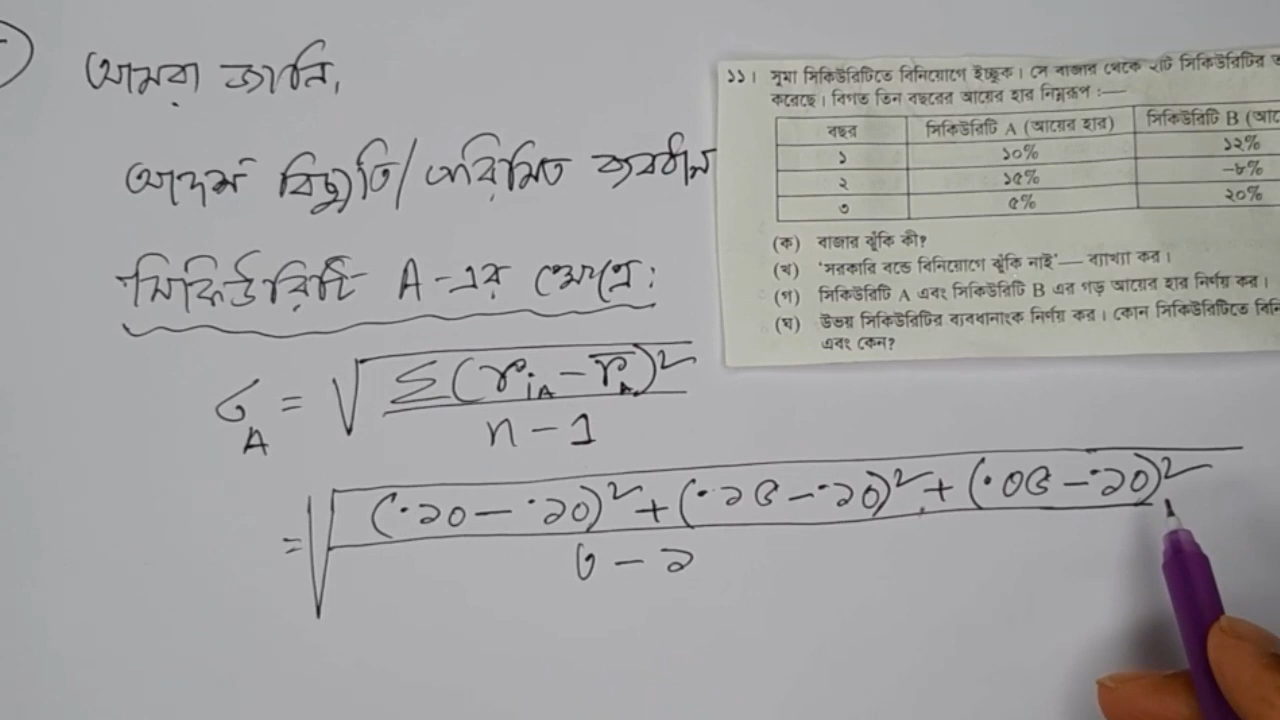 আমরা জানি,
আদর্শ বিচ্যুতি/পরিমিত ব্যবধান
সিকিউরিটি A-এর ক্ষেত্রে:
σA = √Σ(riA − r̄A)² / n − 1
= √(·১০ − ·১০)² + (·১৫ − ·১০)² + (·০৫ − ·১০)² / ৩ − ১
১১। সুমা সিকিউরিটিতে বিনিয়োগে ইচ্ছুক। সে বাজার থেকে ২টি সিকিউরিটির
করেছে। বিগত তিন বছরের আয়ের হার নিম্নরূপ :—
বছর সিকিউরিটি A (আয়ের হার) সিকিউরিটি B (আয়ে
১ ১০% ১২%
২ ১৫% −৮%
৩ ৫% ২০%
(ক) বাজার ঝুঁকি কী?
(খ) 'সরকারি বন্ডে বিনিয়োগে ঝুঁকি নাই'— ব্যাখ্যা কর।
(গ) সিকিউরিটি A এবং সিকিউরিটি B এর গড় আয়ের হার নির্ণয় কর।
(ঘ) উভয় সিকিউরিটির ব্যবধানাংক নির্ণয় কর। কোন সিকিউরিটিতে বিনি
এবং কেন?